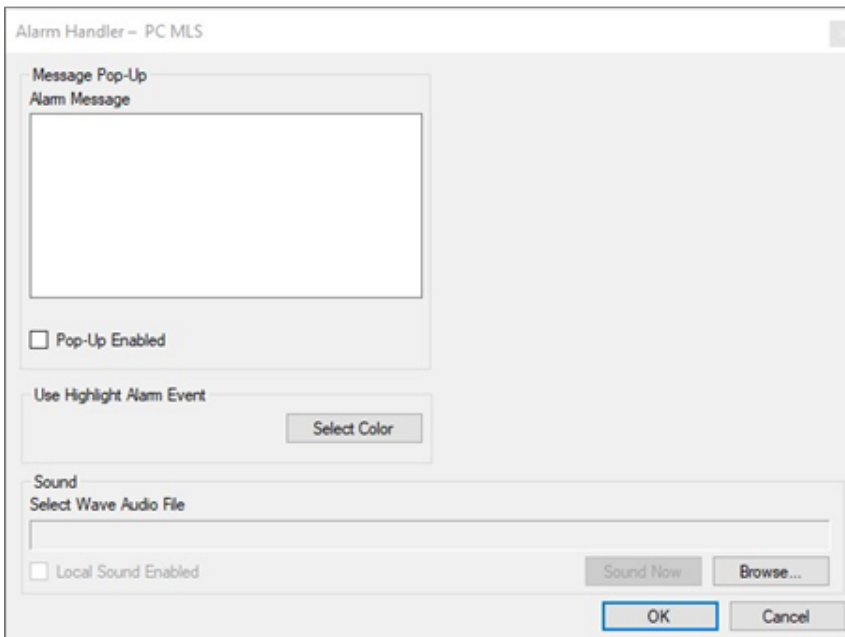 Alarm Handler – PC MLS
Message Pop-Up
Alarm Message
Pop-Up Enabled
Use Highlight Alarm Event
Select Color
Sound
Select Wave Audio File
Local Sound Enabled
Sound Now
Browse...
OK
Cancel